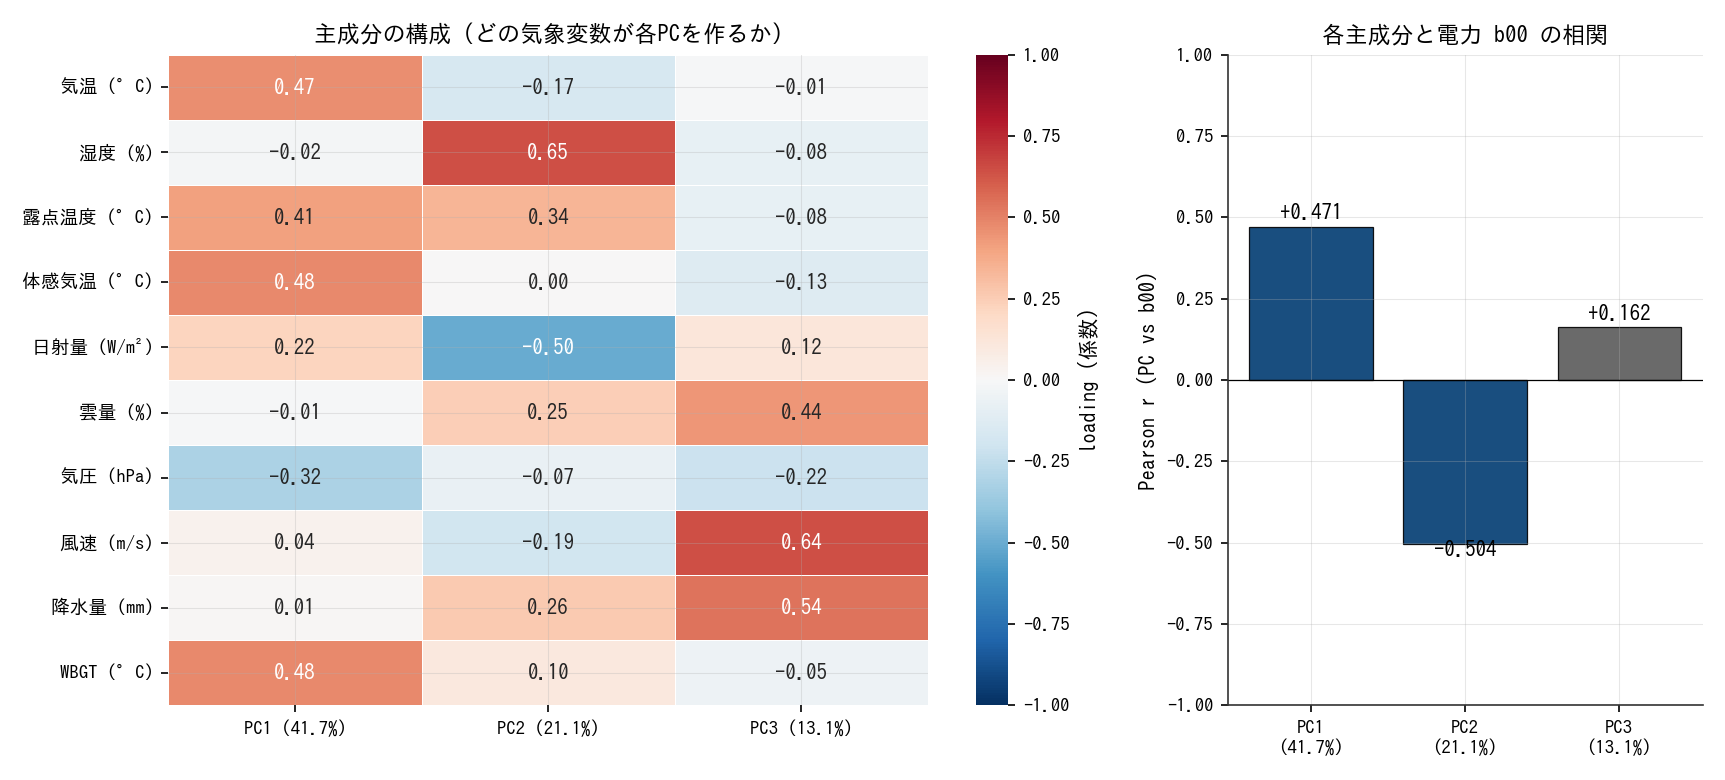 主成分の構成 (どの気象変数が各PCを作るか)
気温 (° C) 0.47 -0.17 -0.01
湿度 (%) -0.02 0.65 -0.08
露点温度 (° C) 0.41 0.34 -0.08
体感気温 (° C) 0.48 0.00 -0.13
日射量 (W/m²) 0.22 -0.50 0.12
雲量 (%) -0.01 0.25 0.44
気圧 (hPa) -0.32 -0.07 -0.22
風速 (m/s) 0.04 -0.19 0.64
降水量 (mm) 0.01 0.26 0.54
WBGT (° C) 0.48 0.10 -0.05
PC1 (41.7%) PC2 (21.1%) PC3 (13.1%)
1.00
0.75
0.50
0.25
0.00
-0.25
-0.50
-0.75
-1.00
loading (係数)
各主成分と電力 b00 の相関
Pearson r (PC vs b00)
1.00
0.75
0.50
0.25
0.00
-0.25
-0.50
-0.75
-1.00
+0.471
-0.504
+0.162
PC1
(41.7%)
PC2
(21.1%)
PC3
(13.1%)